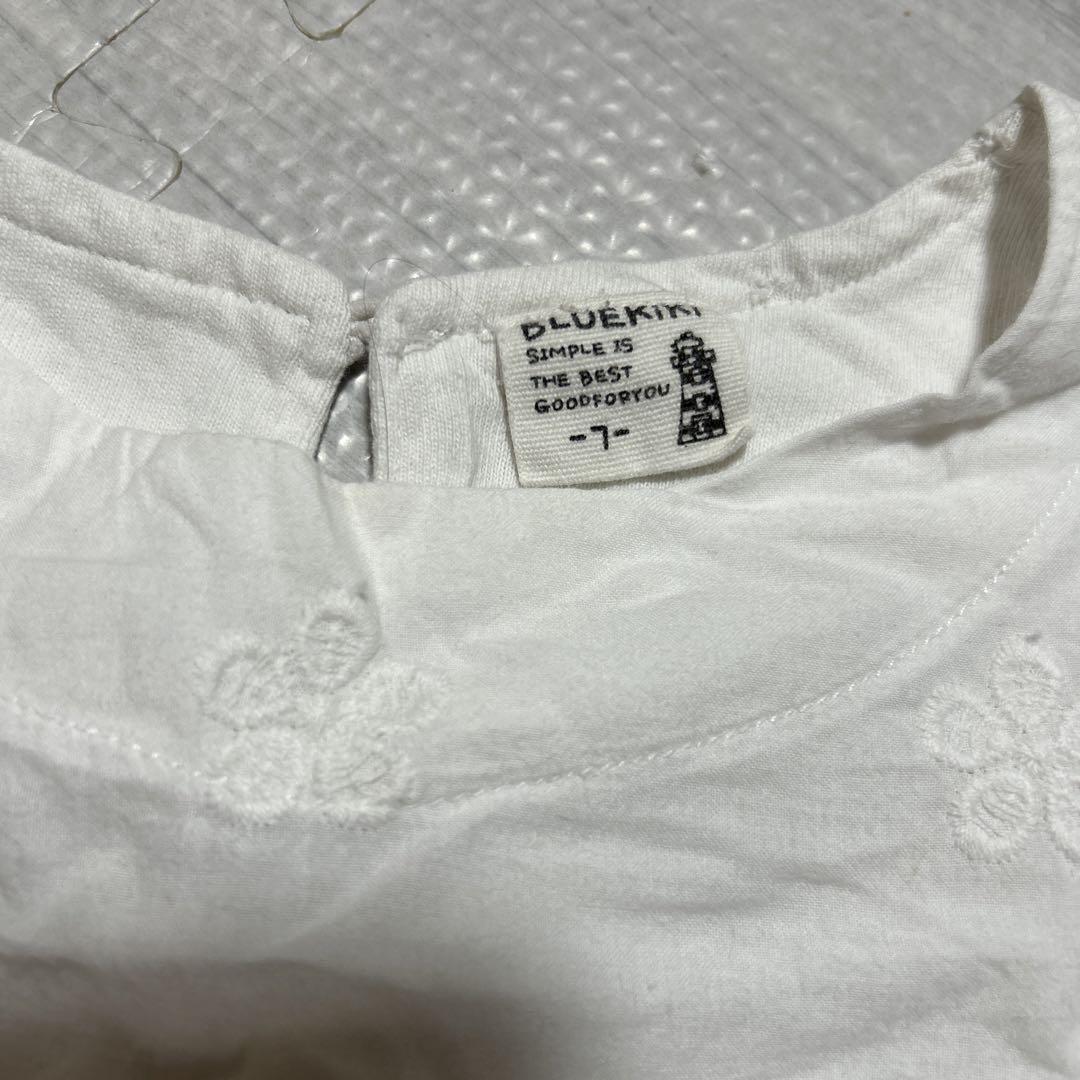 BLUEKIKI
SIMPLE IS
THE BEST
GOODFORYOU
-7-